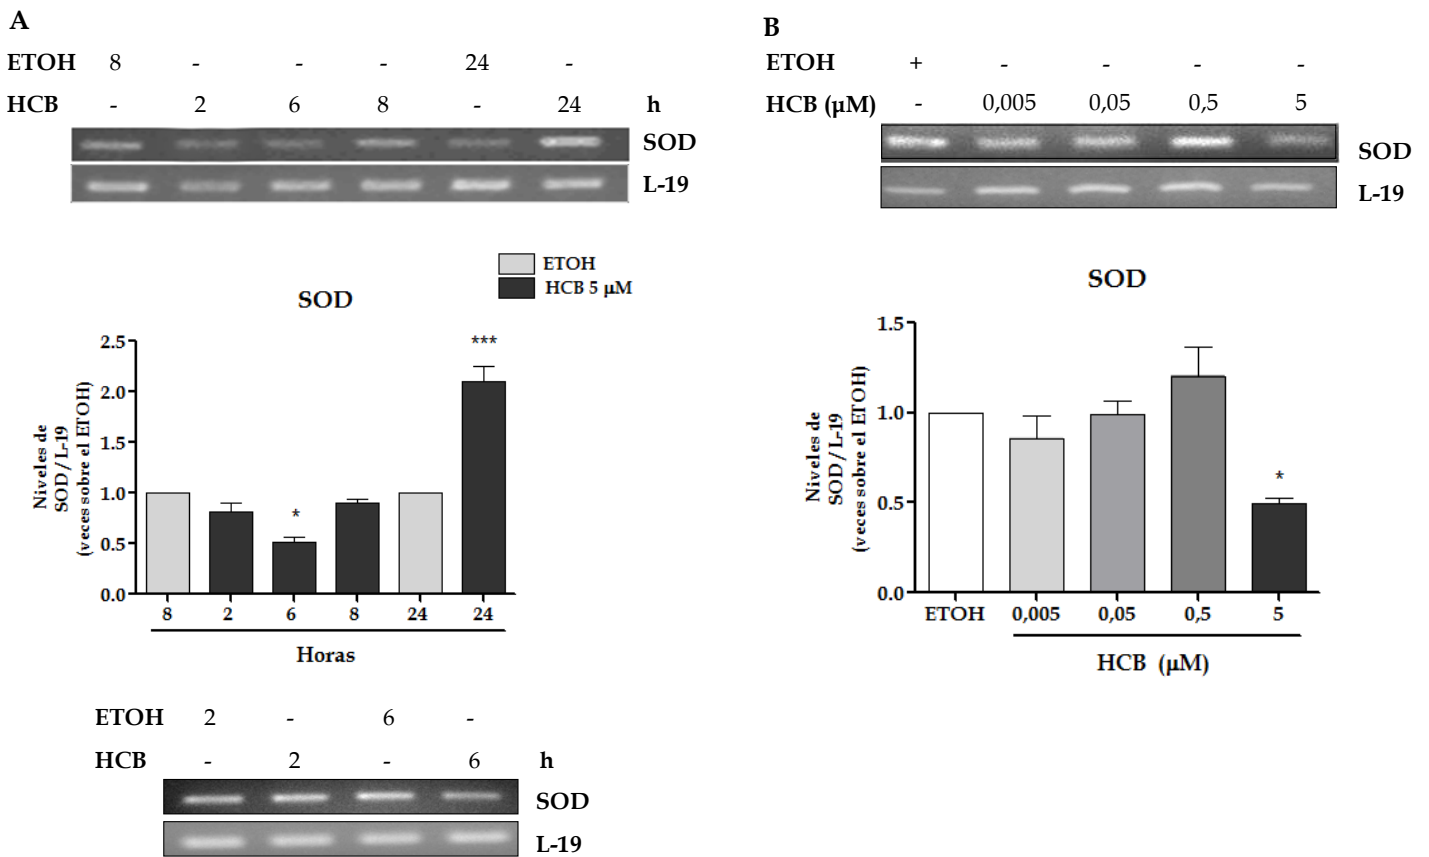 A
ETOH 8 - - - 24 -
HCB - 2 6 8 - 24 h
SOD
L-19
ETOH
HCB 5 µM
SOD
Niveles de
SOD / L-19
(veces sobre el ETOH)
2.5
2.0
1.5
1.0
0.5
0.0
*
***
8 2 6 8 24 24
Horas
ETOH 2 - 6 -
HCB - 2 - 6 h
SOD
L-19
B
ETOH + - - - -
HCB (µM) - 0,005 0,05 0,5 5
SOD
L-19
SOD
Niveles de
SOD / L-19
(veces sobre el ETOH)
1.5
1.0
0.5
0.0
*
ETOH 0,005 0,05 0,5 5
HCB (µM)